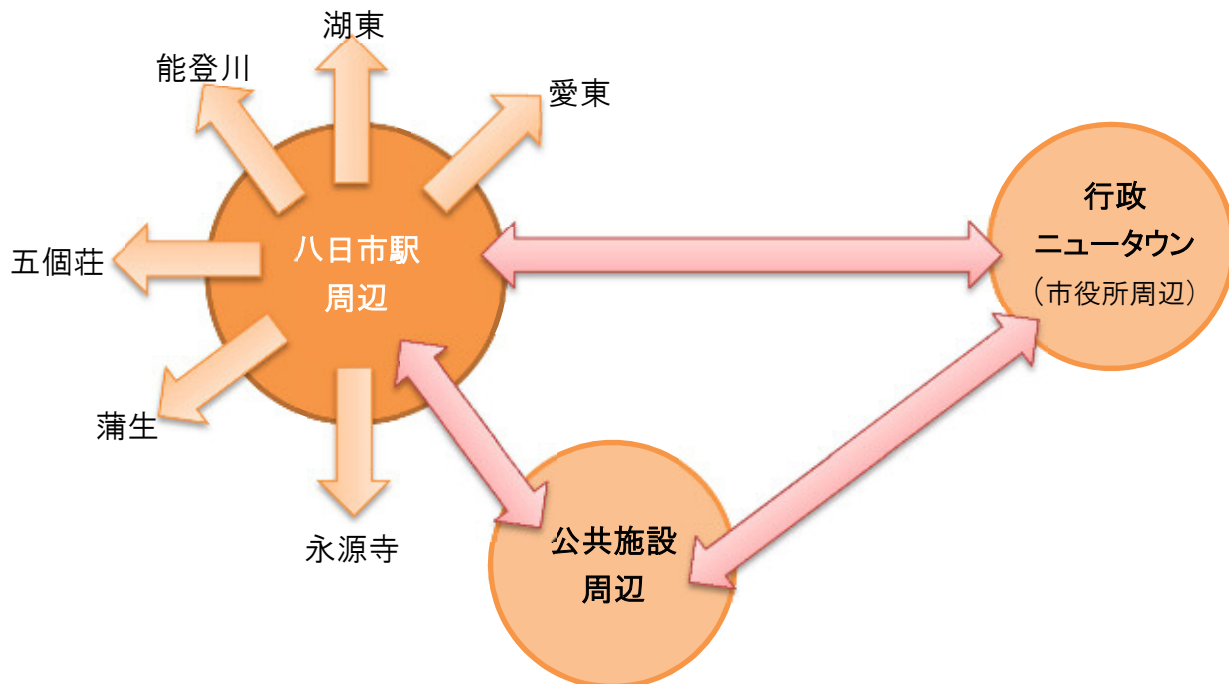 湖東
能登川
愛東
五個荘
八日市駅
周辺
行政
ニュータウン
（市役所周辺）
蒲生
永源寺
公共施設
周辺